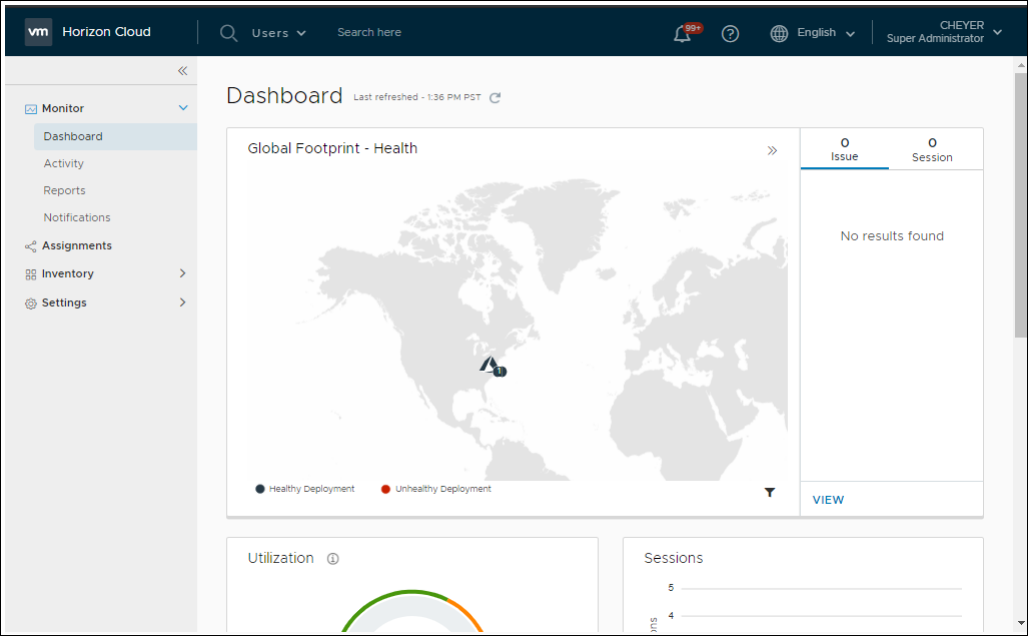 vm Horizon Cloud Users Search here 99+ ? English CHEYER
Super Administrator
Monitor
Dashboard
Activity
Reports
Notifications
Assignments
Inventory
Settings
Dashboard Last refreshed - 1:36 PM PST
Global Footprint - Health
1
Healthy Deployment Unhealthy Deployment
0
Issue
0
Session
No results found
VIEW
Utilization
Sessions
5
4